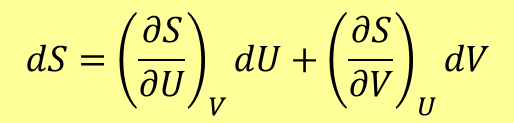 dS = (∂S/∂U)_V dU + (∂S/∂V)_U dV